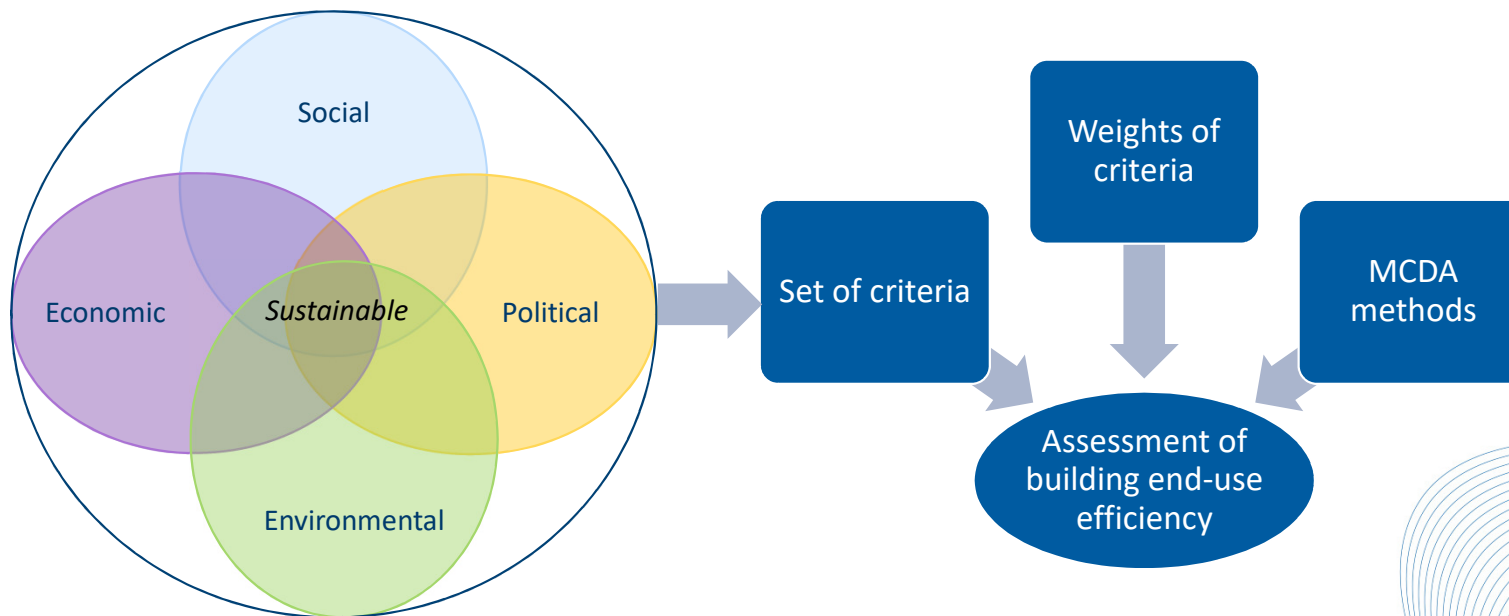 Social
Economic
Sustainable
Political
Environmental
Set of criteria
Weights of
criteria
MCDA
methods
Assessment of
building end-use
efficiency